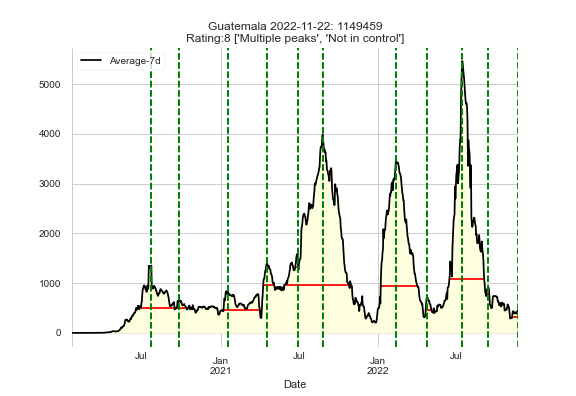 Guatemala 2022-11-22: 1149459
Rating:8 ['Multiple peaks', 'Not in control']
Average-7d
5000
4000
3000
2000
1000
0
Jul
Jan
2021
Jul
Jan
2022
Jul
Date